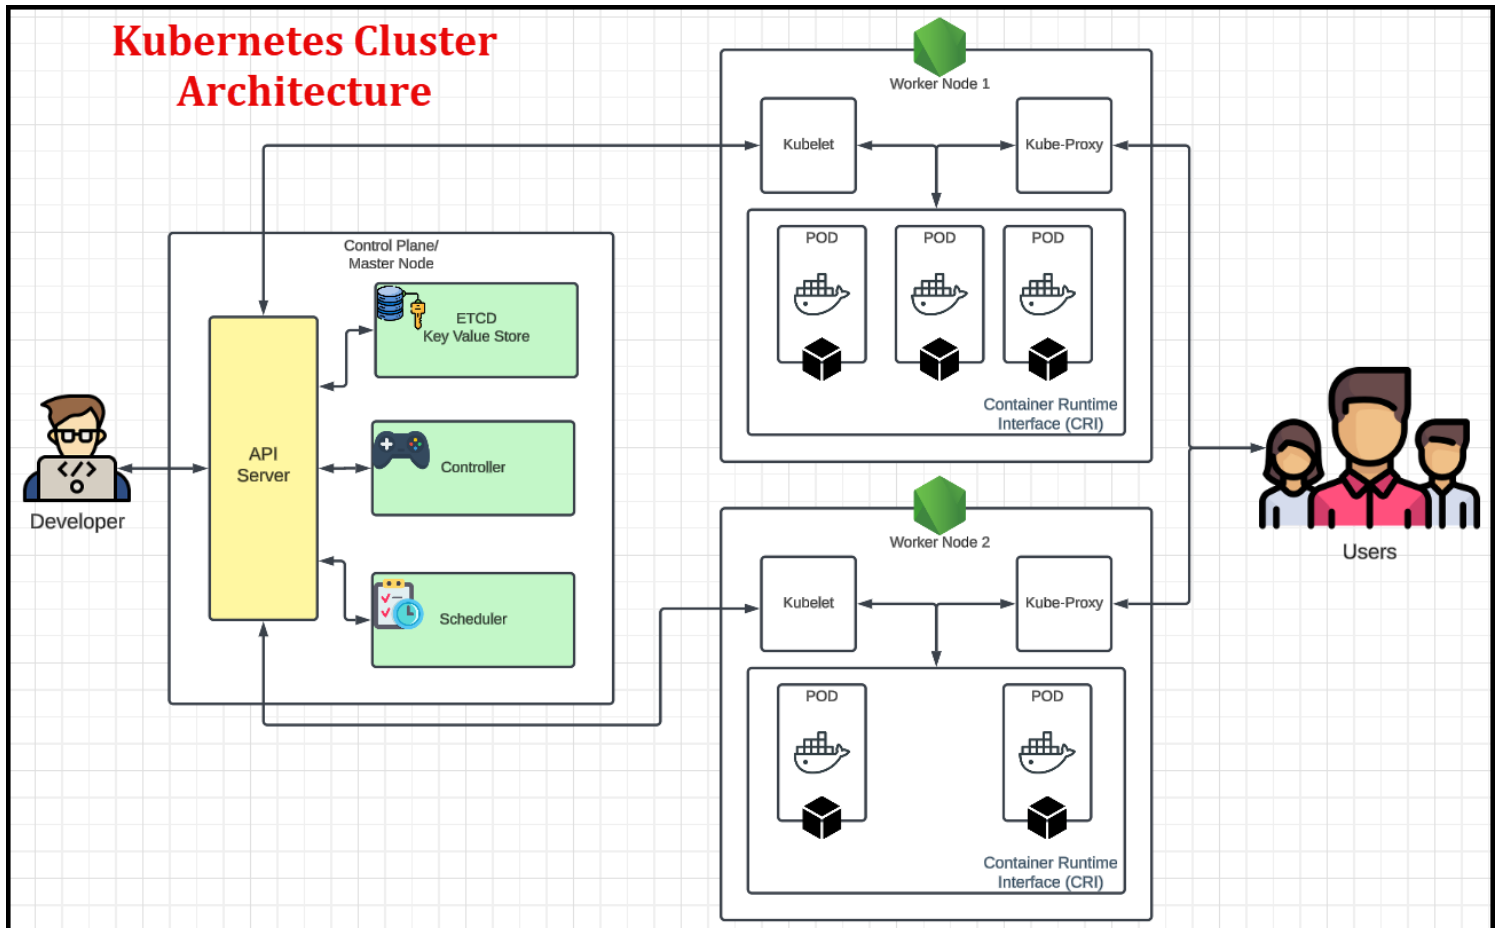 Kubernetes Cluster
Architecture
Worker Node 1
Kubelet
Kube-Proxy
POD
POD
POD
Container Runtime
Interface (CRI)
Control Plane/
Master Node
ETCD
Key Value Store
API
Server
Controller
Scheduler
</>
Developer
Users
Worker Node 2
Kubelet
Kube-Proxy
POD
POD
Container Runtime
Interface (CRI)